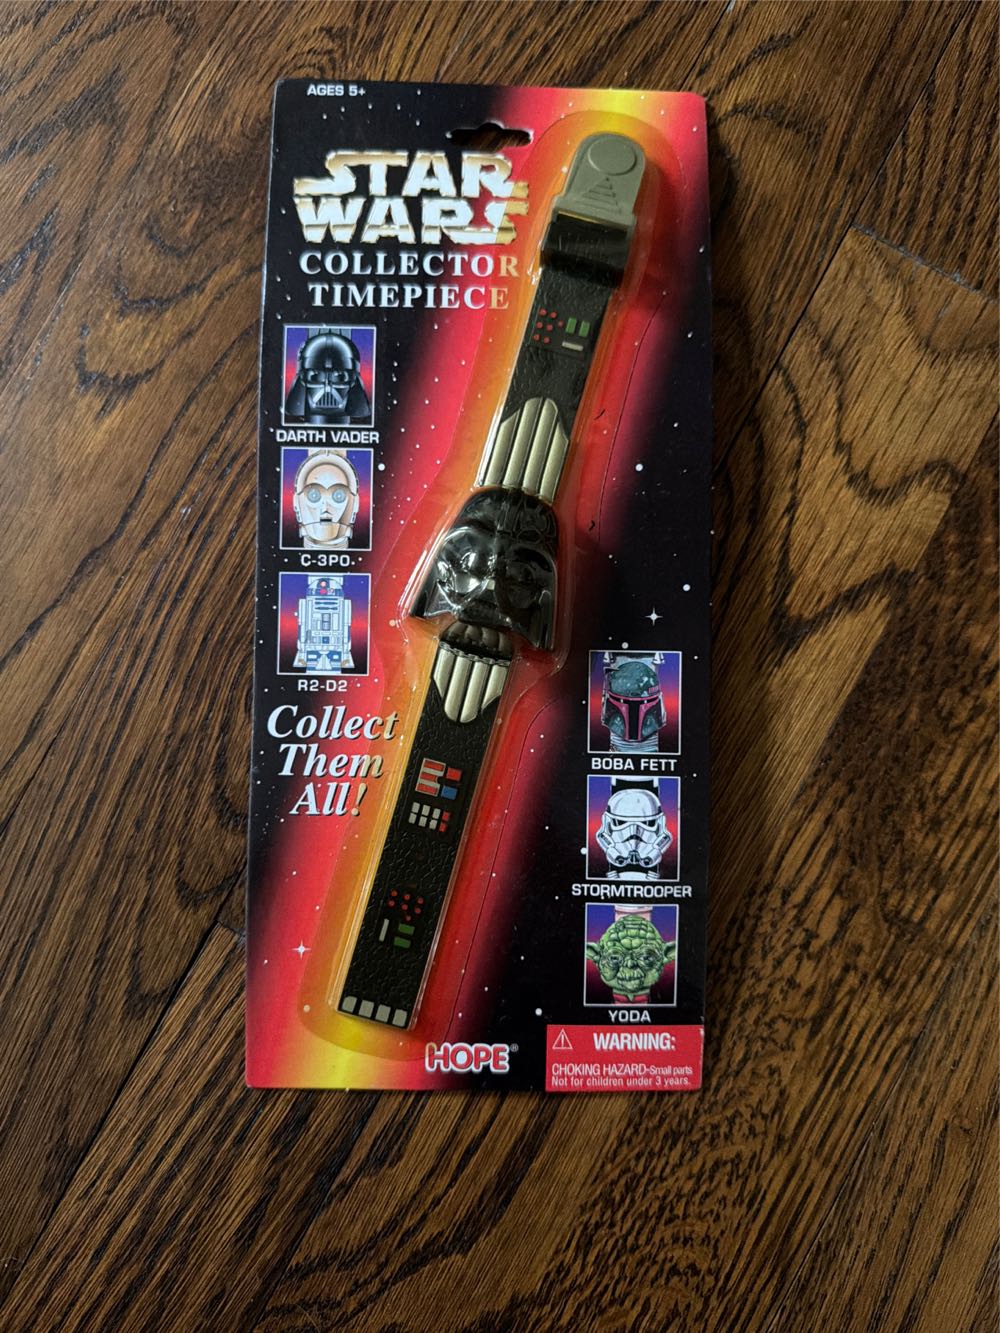 AGES 5+
STAR
WARS
COLLECTOR
TIMEPIECE
DARTH VADER
C-3PO
R2-D2
Collect
Them
All!
BOBA FETT
STORMTROOPER
YODA
HOPE®
WARNING:
CHOKING HAZARD-Small parts
Not for children under 3 years.